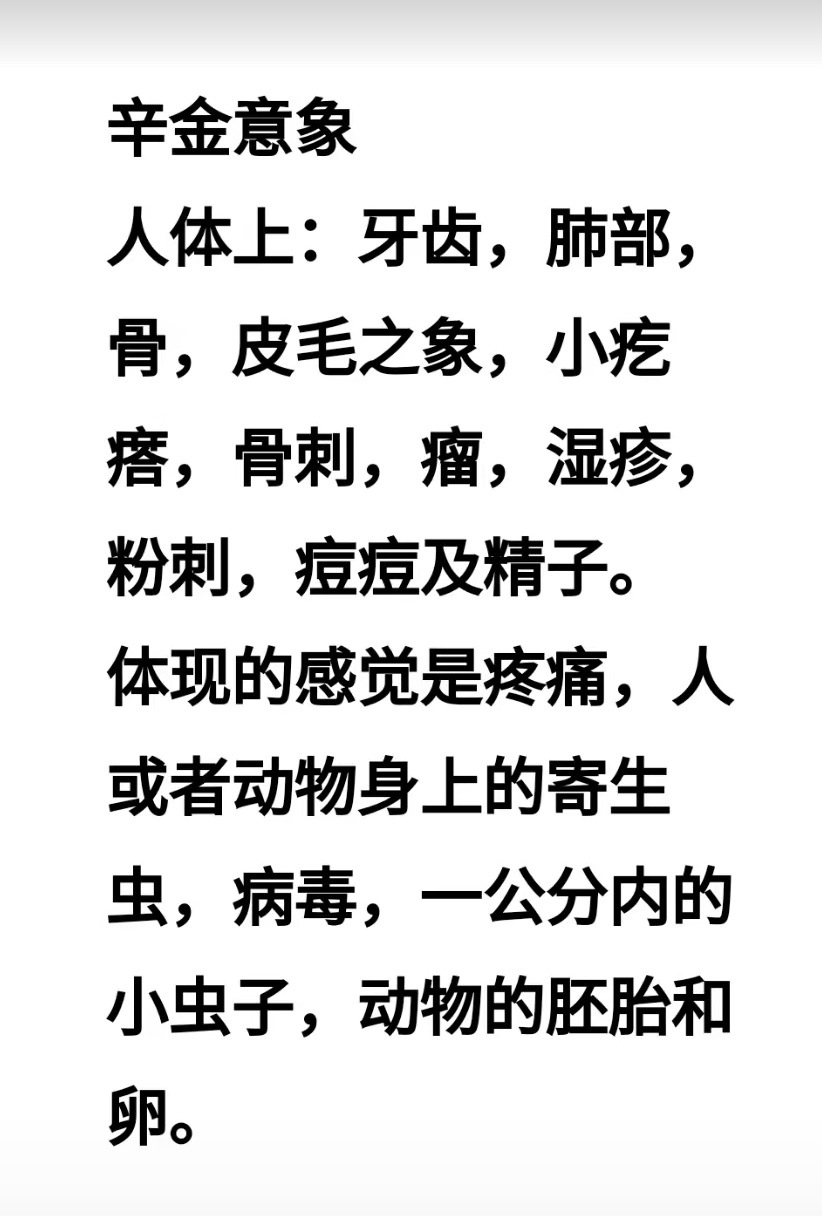 辛金意象
人体上：牙齿，肺部，
骨，皮毛之象，小疙
瘩，骨刺，瘤，湿疹，
粉刺，痘痘及精子。
体现的感觉是疼痛，人
或者动物身上的寄生
虫，病毒，一公分内的
小虫子，动物的胚胎和
卵。